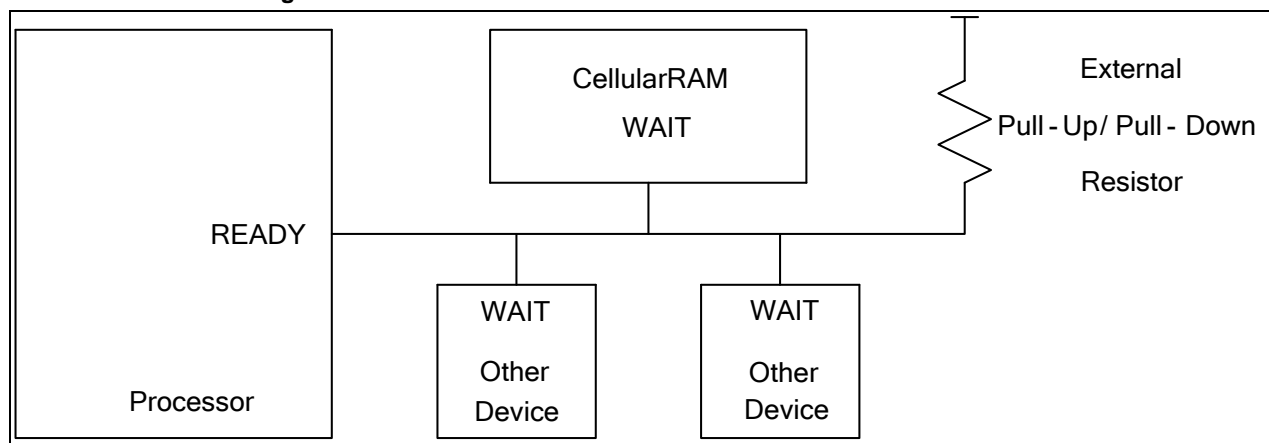 CellularRAM
WAIT
External
Pull - Up / Pull - Down
Resistor
READY
WAIT
Other
Device
WAIT
Other
Device
Processor